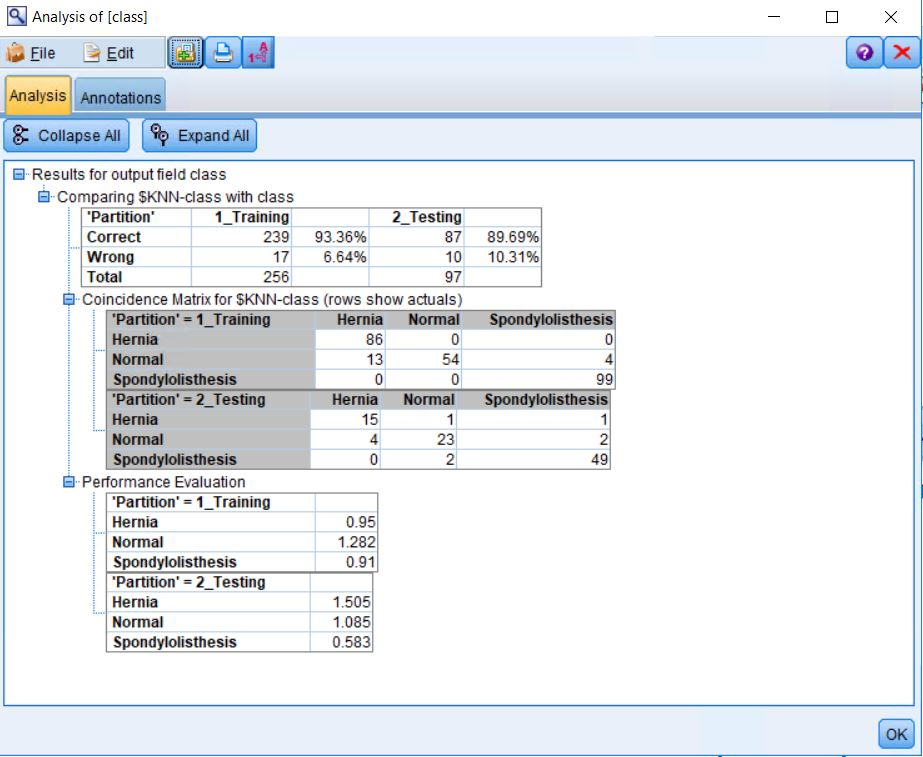 Analysis of [class]
File Edit
Analysis Annotations
Collapse All Expand All
Results for output field class
Comparing $KNN-class with class
'Partition' 1_Training 2_Testing
Correct 239 93.36% 87 89.69%
Wrong 17 6.64% 10 10.31%
Total 256 97
Coincidence Matrix for $KNN-class (rows show actuals)
'Partition' = 1_Training Hernia Normal Spondylolisthesis
Hernia 86 0 0
Normal 13 54 4
Spondylolisthesis 0 0 99
'Partition' = 2_Testing Hernia Normal Spondylolisthesis
Hernia 15 1 1
Normal 4 23 2
Spondylolisthesis 0 2 49
Performance Evaluation
'Partition' = 1_Training
Hernia 0.95
Normal 1.282
Spondylolisthesis 0.91
'Partition' = 2_Testing
Hernia 1.505
Normal 1.085
Spondylolisthesis 0.583
OK